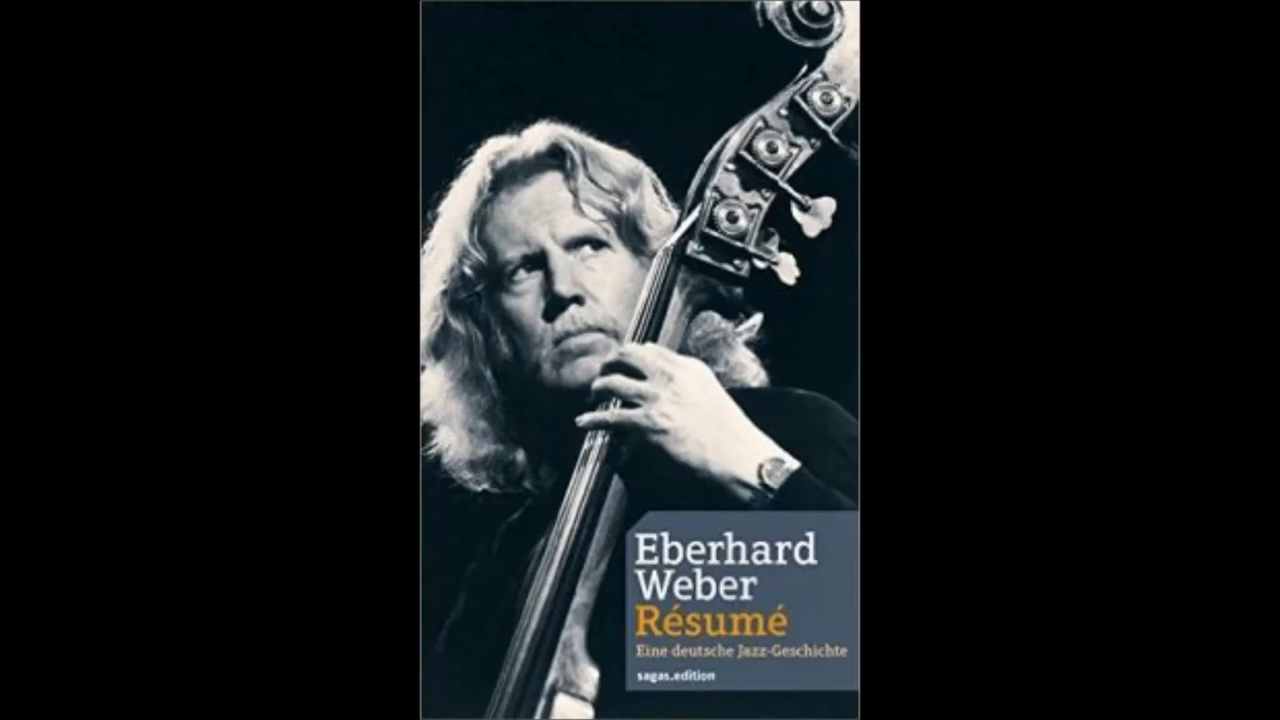 Eberhard
Weber
Résumé
Eine deutsche Jazz-Geschichte
sagas.edition